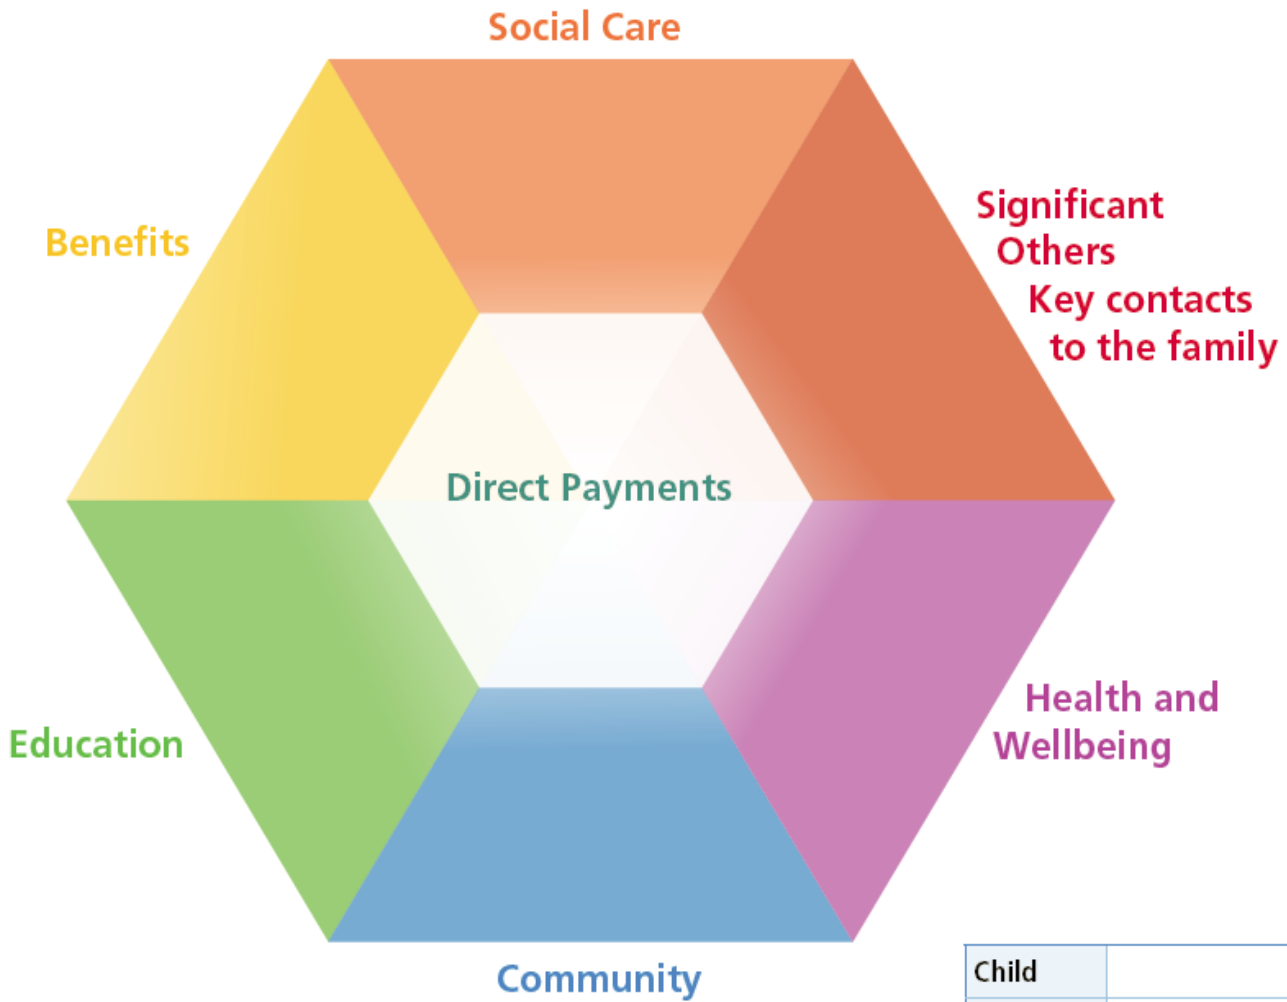 Social Care
Benefits
Significant
Others
Key contacts
to the family
Direct Payments
Education
Health and
Wellbeing
Community
Child